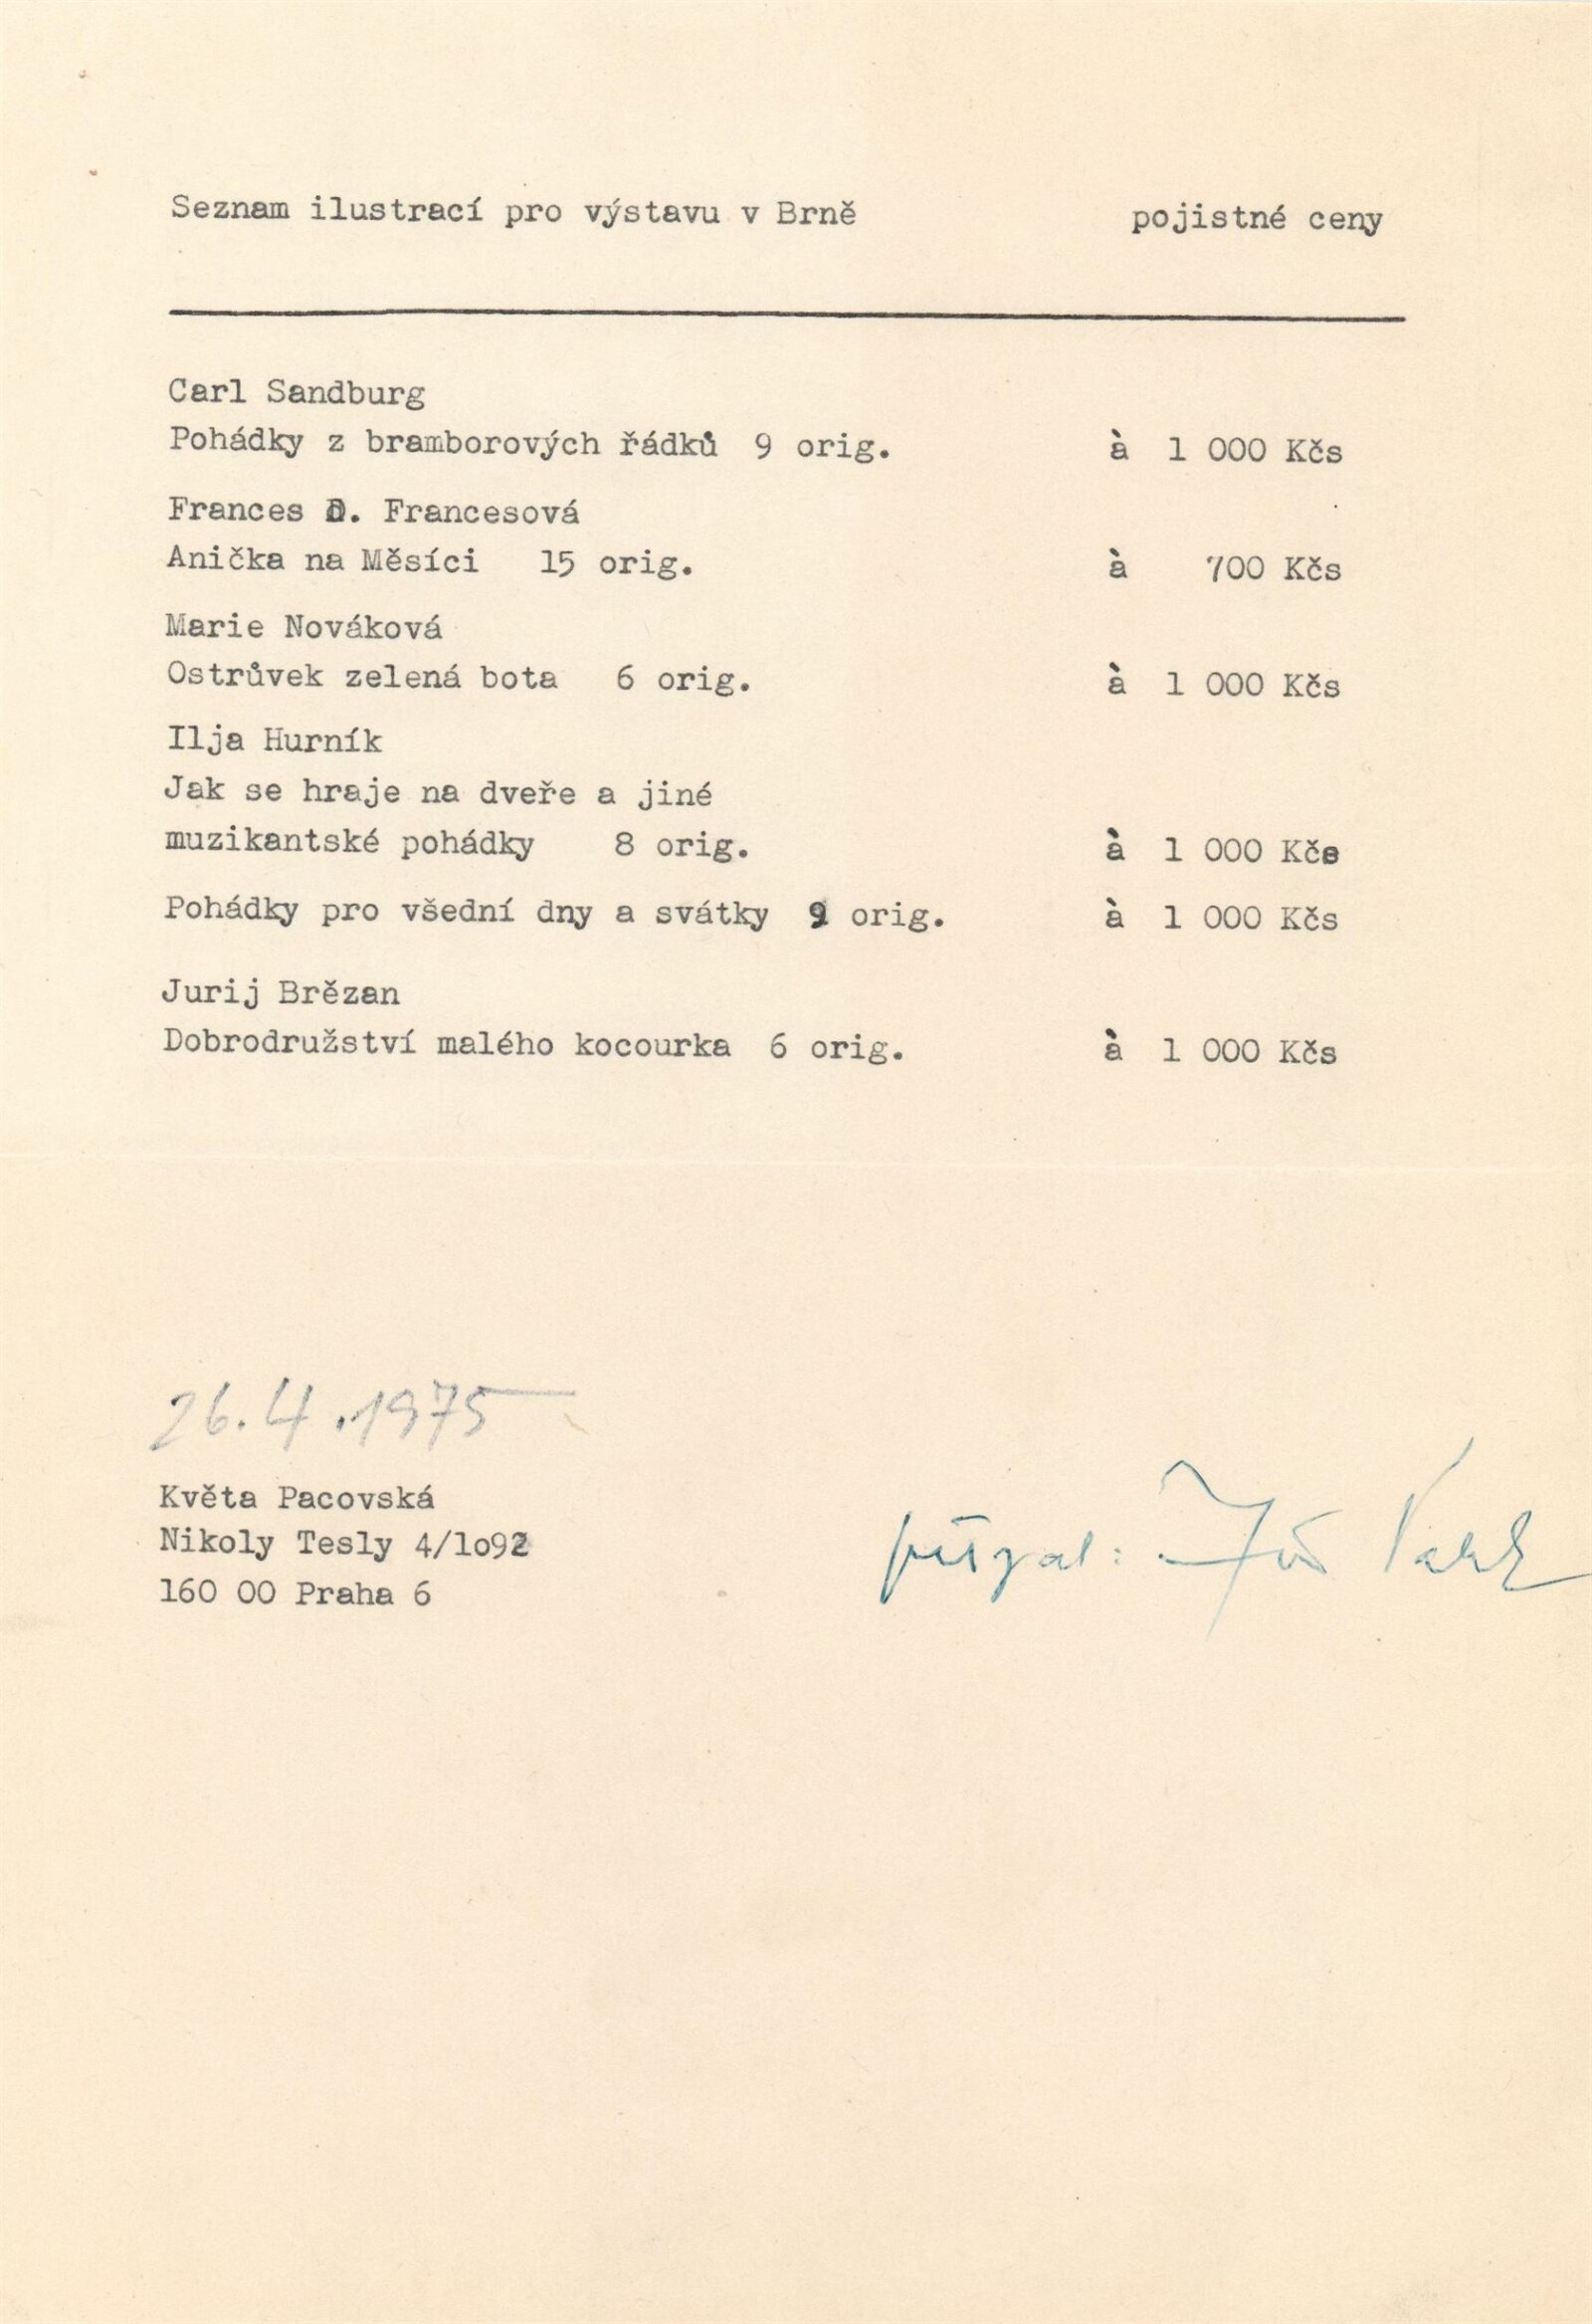 Seznam ilustrací pro výstavu v Brně pojistné ceny
Carl Sandburg
Pohádky z bramborových řádků 9 orig. à 1 000 Kčs
Frances D. Francesová
Anička na Měsíci 15 orig. à 700 Kčs
Marie Nováková
Ostrůvek zelená bota 6 orig. à 1 000 Kčs
Ilja Hurník
Jak se hraje na dveře a jiné
muzikantské pohádky 8 orig. à 1 000 Kčs
Pohádky pro všední dny a svátky 9 orig. à 1 000 Kčs
Jurij Brězan
Dobrodružství malého kocourka 6 orig. à 1 000 Kčs
26.4.1975
Květa Pacovská
Nikoly Tesly 4/lo92
160 00 Praha 6